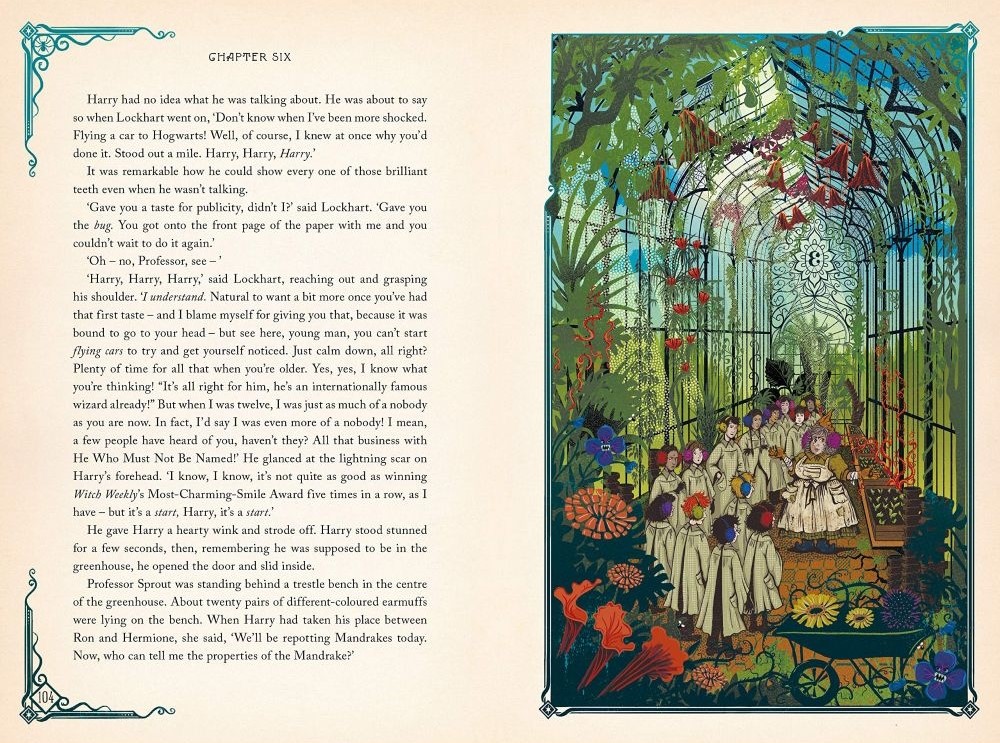 CHAPTER SIX
Harry had no idea what he was talking about. He was about to say
so when Lockhart went on, ‘Don’t know when I’ve been more shocked.
Flying a car to Hogwarts! Well, of course, I knew at once why you’d
done it. Stood out a mile. Harry, Harry, Harry.’
It was remarkable how he could show every one of those brilliant
teeth even when he wasn’t talking.
‘Gave you a taste for publicity, didn’t I?’ said Lockhart. ‘Gave you
the bug. You got onto the front page of the paper with me and you
couldn’t wait to do it again.’
‘Oh – no, Professor, see – ’
‘Harry, Harry, Harry,’ said Lockhart, reaching out and grasping
his shoulder. ‘I understand. Natural to want a bit more once you’ve had
that first taste – and I blame myself for giving you that, because it was
bound to go to your head – but see here, young man, you can’t start
flying cars to try and get yourself noticed. Just calm down, all right?
Plenty of time for all that when you’re older. Yes, yes, I know what
you’re thinking! “It’s all right for him, he’s an internationally famous
wizard already!” But when I was twelve, I was just as much of a nobody
as you are now. In fact, I’d say I was even more of a nobody! I mean,
a few people have heard of you, haven’t they? All that business with
He Who Must Not Be Named!’ He glanced at the lightning scar on
Harry’s forehead. ‘I know, I know, it’s not quite as good as winning
Witch Weekly’s Most-Charming-Smile Award five times in a row, as I
have – but it’s a start, Harry, it’s a start.’
He gave Harry a hearty wink and strode off. Harry stood stunned
for a few seconds, then, remembering he was supposed to be in the
greenhouse, he opened the door and slid inside.
Professor Sprout was standing behind a trestle bench in the centre
of the greenhouse. About twenty pairs of different-coloured earmuffs
were lying on the bench. When Harry had taken his place between
Ron and Hermione, she said, ‘We’ll be repotting Mandrakes today.
Now, who can tell me the properties of the Mandrake?’
104